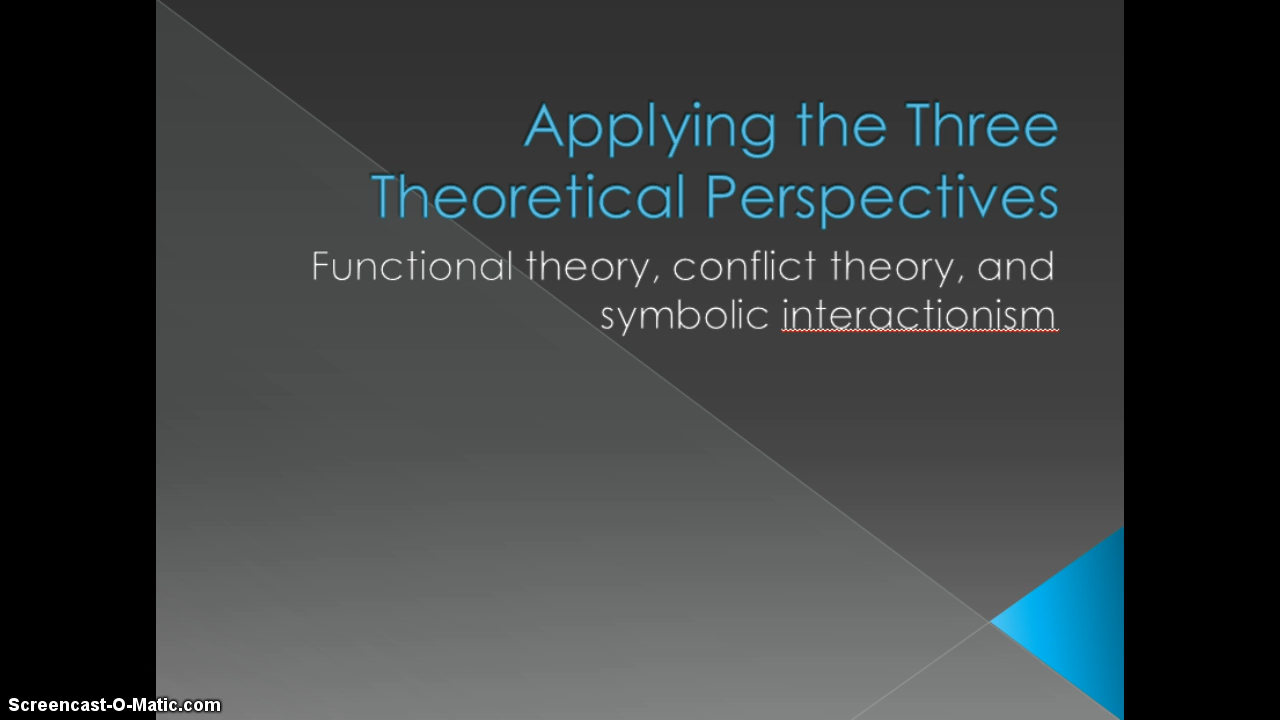 Applying the Three
Theoretical Perspectives
Functional theory, conflict theory, and
symbolic interactionism
Screencast-O-Matic.com